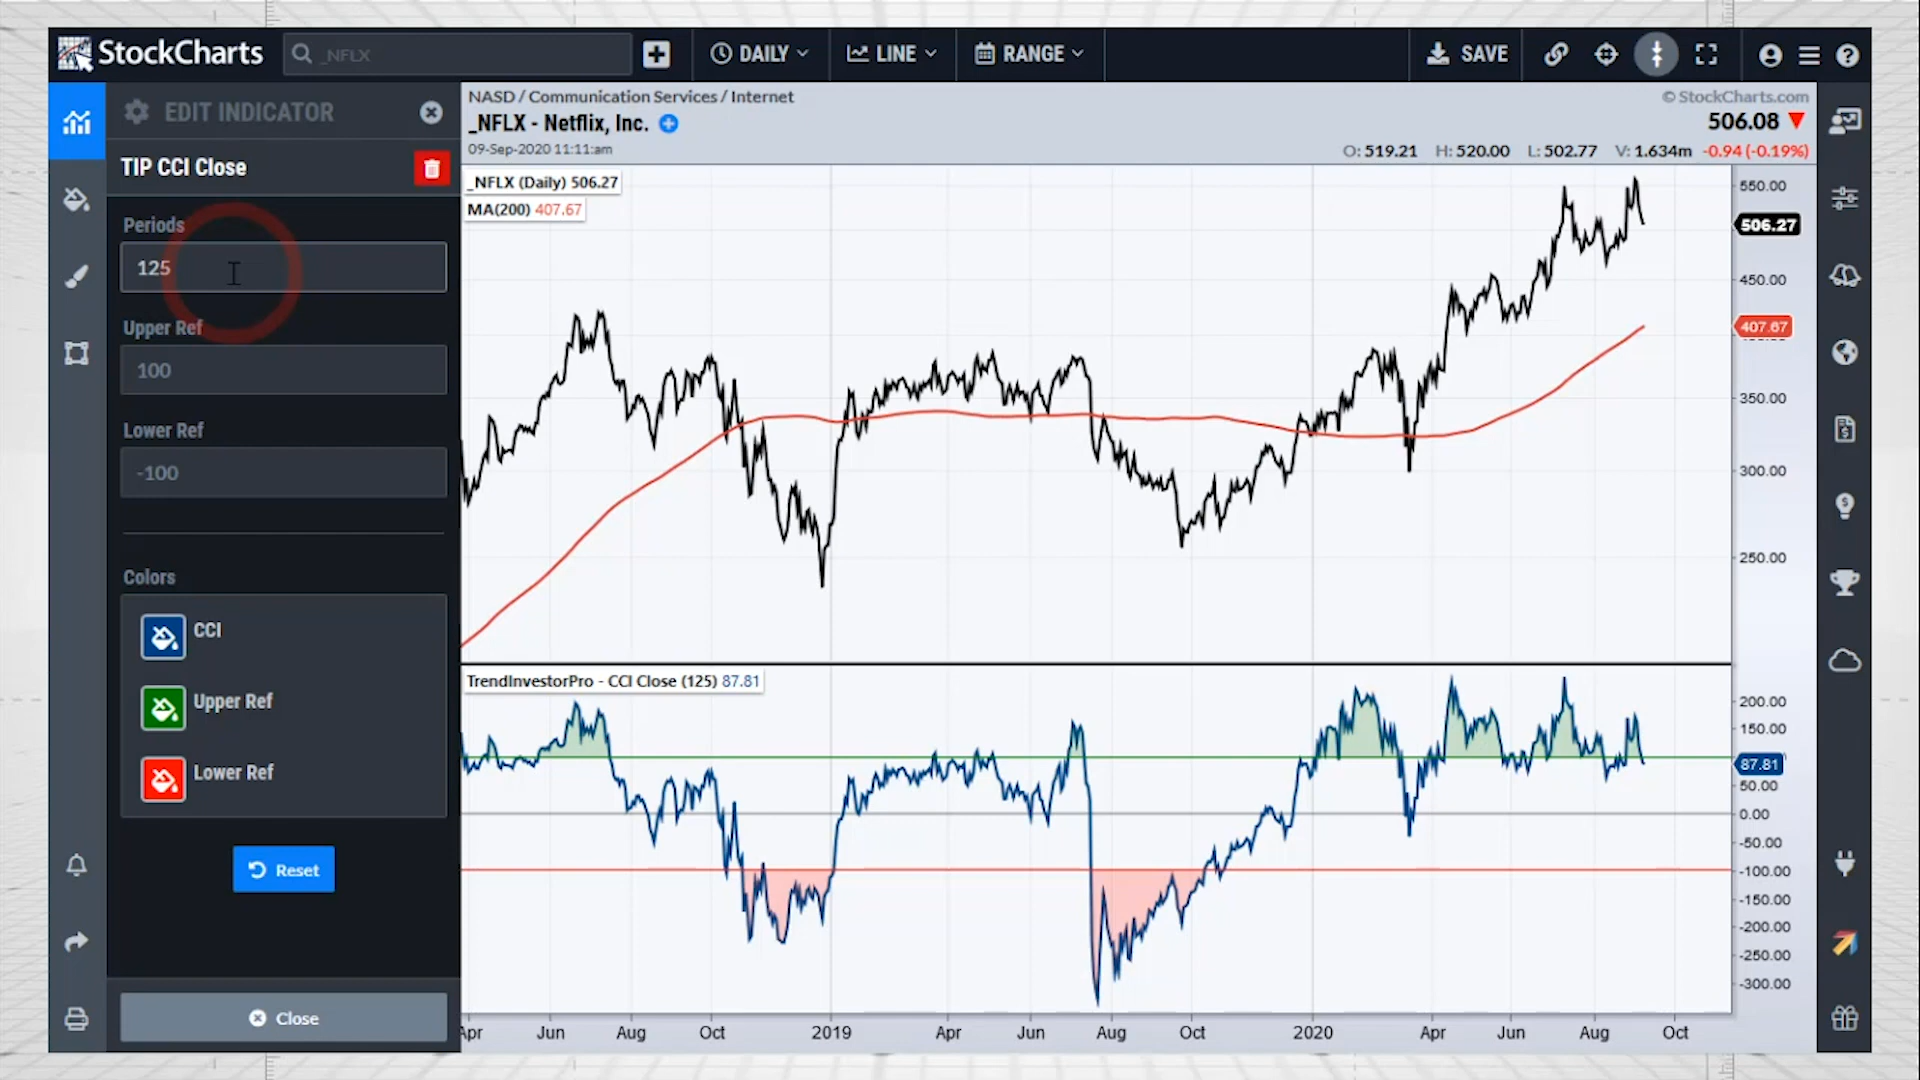 StockCharts
_NFLX
DAILY
LINE
RANGE
SAVE
EDIT INDICATOR
TIP CCI Close
Periods
125
Upper Ref
100
Lower Ref
-100
Colors
CCI
Upper Ref
Lower Ref
Reset
Close
NASD / Communication Services / Internet
© StockCharts.com
_NFLX - Netflix, Inc.
506.08
09-Sep-2020 11:11:am
O: 519.21 H: 520.00 L: 502.77 V: 1.634m -0.94 (-0.19%)
_NFLX (Daily) 506.27
MA(200) 407.67
550.00
506.27
450.00
407.67
350.00
300.00
250.00
TrendInvestorPro - CCI Close (125) 87.81
200.00
150.00
87.81
50.00
0.00
-50.00
-100.00
-150.00
-200.00
-250.00
-300.00
Apr Jun Aug Oct 2019 Apr Jun Aug Oct 2020 Apr Jun Aug Oct